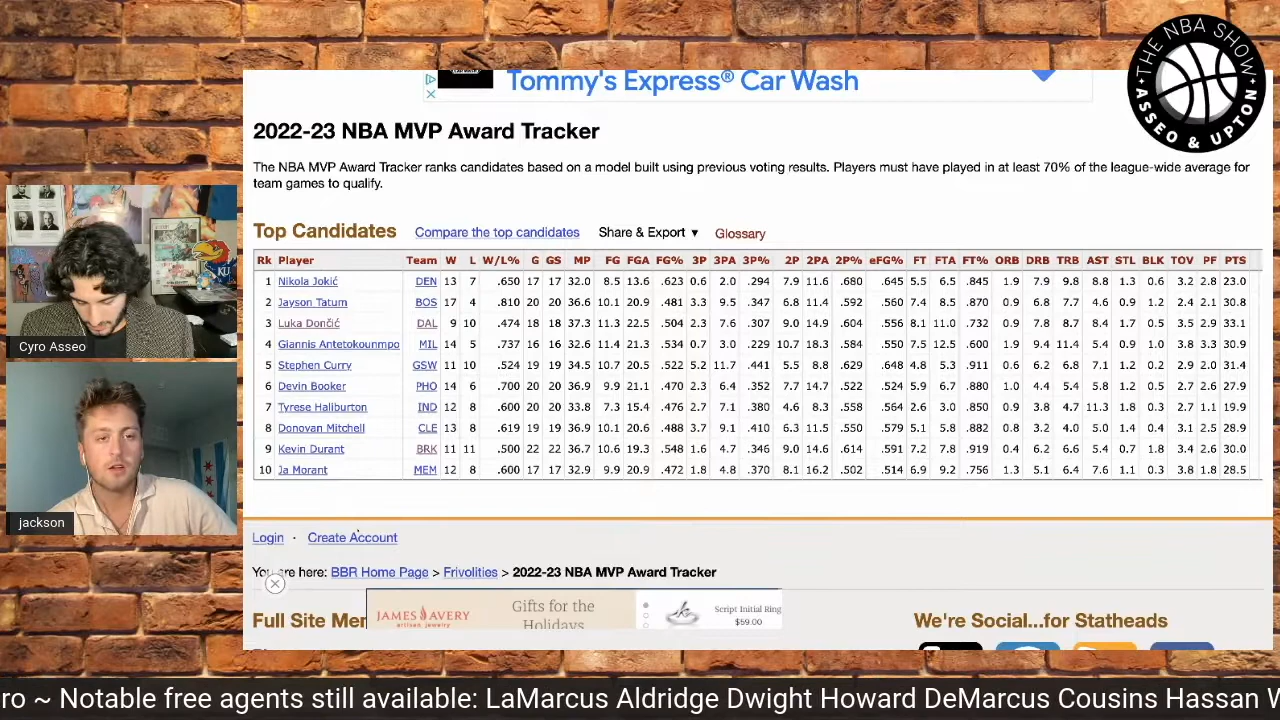 THE NBA SHOW
ASSEO & UPTON
Tommy's Express® Car Wash
2022-23 NBA MVP Award Tracker
The NBA MVP Award Tracker ranks candidates based on a model built using previous voting results. Players must have played in at least 70% of the league-wide average for
team games to qualify.
Top Candidates Compare the top candidates Share & Export ▼ Glossary
Rk Player Team W L W/L% G GS MP FG FGA FG% 3P 3PA 3P% 2P 2PA 2P% eFG% FT FTA FT% ORB DRB TRB AST STL BLK TOV PF PTS
1 Nikola Jokić DEN 13 7 .650 17 17 32.0 8.5 13.6 .623 0.6 2.0 .294 7.9 11.6 .680 .645 5.5 6.5 .845 1.9 7.9 9.8 8.8 1.3 0.6 3.2 2.8 23.0
2 Jayson Tatum BOS 17 4 .810 20 20 36.6 10.1 20.9 .481 3.3 9.5 .347 6.8 11.4 .592 .560 7.4 8.5 .870 0.9 6.8 7.7 4.6 0.9 1.2 2.4 2.1 30.8
3 Luka Dončić DAL 9 10 .474 18 18 37.3 11.3 22.5 .504 2.3 7.6 .307 9.0 14.9 .604 .556 8.1 11.0 .732 0.9 7.8 8.7 8.4 1.7 0.5 3.5 2.9 33.1
4 Giannis Antetokounmpo MIL 14 5 .737 16 16 32.6 11.4 21.3 .534 0.7 3.0 .229 10.7 18.3 .584 .550 7.5 12.5 .600 1.9 9.4 11.4 5.4 0.9 1.0 3.8 3.3 30.9
5 Stephen Curry GSW 11 10 .524 19 19 34.5 10.7 20.5 .522 5.2 11.7 .441 5.5 8.8 .629 .648 4.8 5.3 .911 0.6 6.2 6.8 7.1 1.2 0.2 2.9 2.0 31.4
6 Devin Booker PHO 14 6 .700 20 20 36.9 9.9 21.1 .470 2.3 6.4 .352 7.7 14.7 .522 .524 5.9 6.7 .880 1.0 4.4 5.4 5.8 1.2 0.5 2.7 2.6 27.9
7 Tyrese Haliburton IND 12 8 .600 20 20 33.8 7.3 15.4 .476 2.7 7.1 .380 4.6 8.3 .558 .564 2.6 3.0 .850 0.9 3.8 4.7 11.3 1.8 0.3 2.7 1.1 19.9
8 Donovan Mitchell CLE 13 8 .619 19 19 36.9 10.1 20.6 .488 3.7 9.1 .410 6.3 11.5 .550 .579 5.1 5.8 .882 0.8 3.2 4.0 5.0 1.4 0.4 3.1 2.5 28.9
9 Kevin Durant BRK 11 11 .500 22 22 36.7 10.6 19.3 .548 1.6 4.7 .346 9.0 14.6 .614 .591 7.2 7.8 .919 0.4 6.2 6.6 5.4 0.7 1.8 3.4 2.6 30.0
10 Ja Morant MEM 12 8 .600 17 17 32.9 9.9 20.9 .472 1.8 4.8 .370 8.1 16.2 .502 .514 6.9 9.2 .756 1.3 5.1 6.4 7.6 1.1 0.3 3.8 1.8 28.5
KU
Cyro Asseo
jackson
Login · Create Account
You are here: BBR Home Page > Frivolities > 2022-23 NBA MVP Award Tracker
JAMES AVERY
artisan jewelry
Gifts for the
Holidays
Script Initial Ring
$59.00
Full Site Men
We're Social...for Statheads
ro ~ Notable free agents still available: LaMarcus Aldridge Dwight Howard DeMarcus Cousins Hassan W